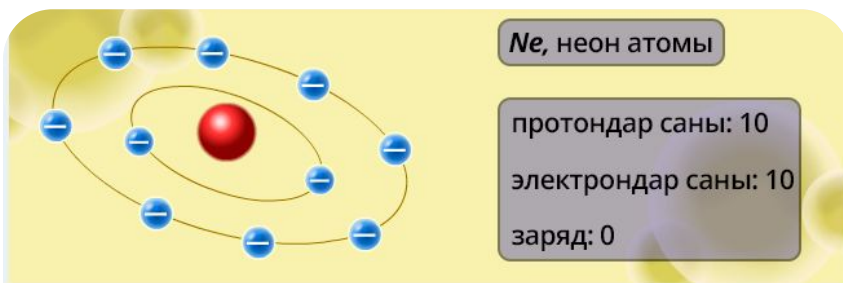 Ne, неон атомы
протондар саны: 10
электрондар саны: 10
заряд: 0